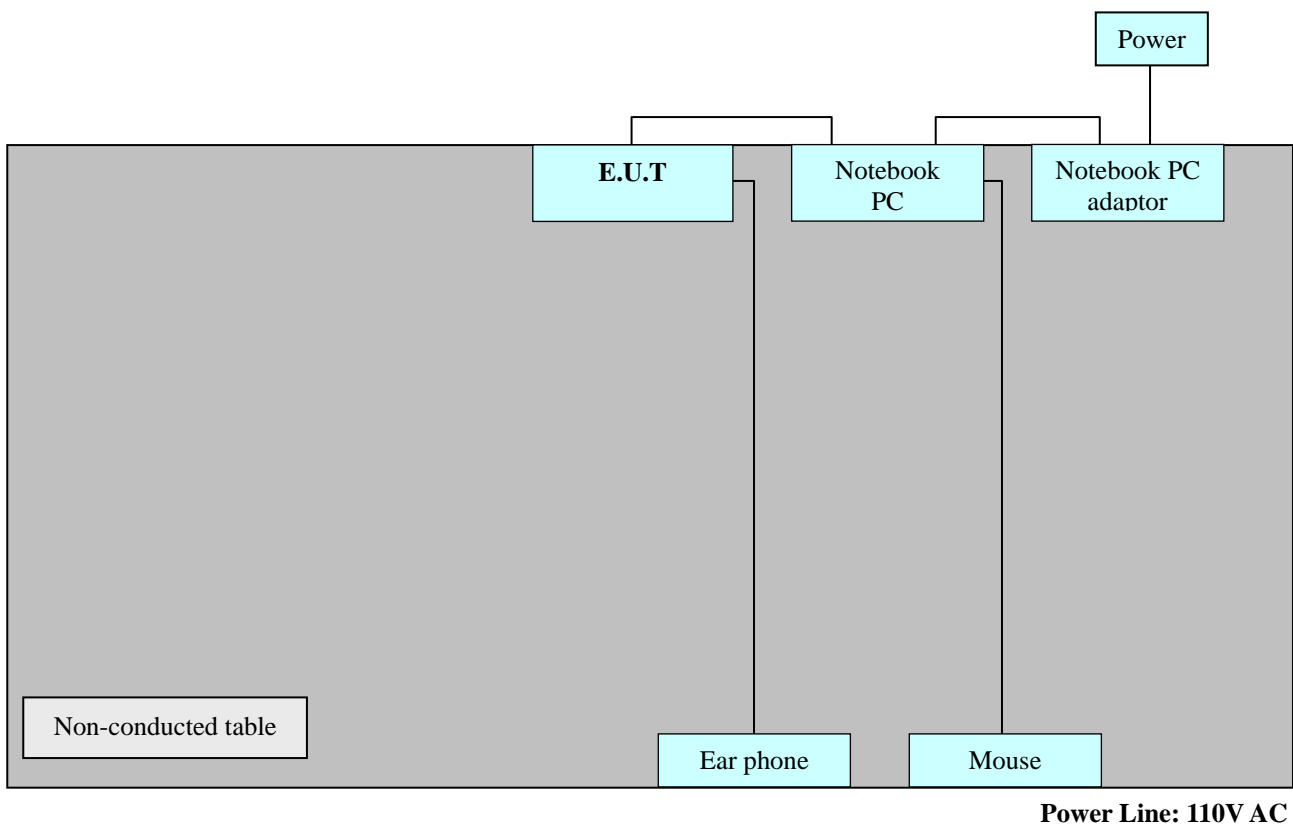 Power
E.U.T
Notebook
PC
Notebook PC
adaptor
Non-conducted table
Ear phone
Mouse
Power Line: 110V AC